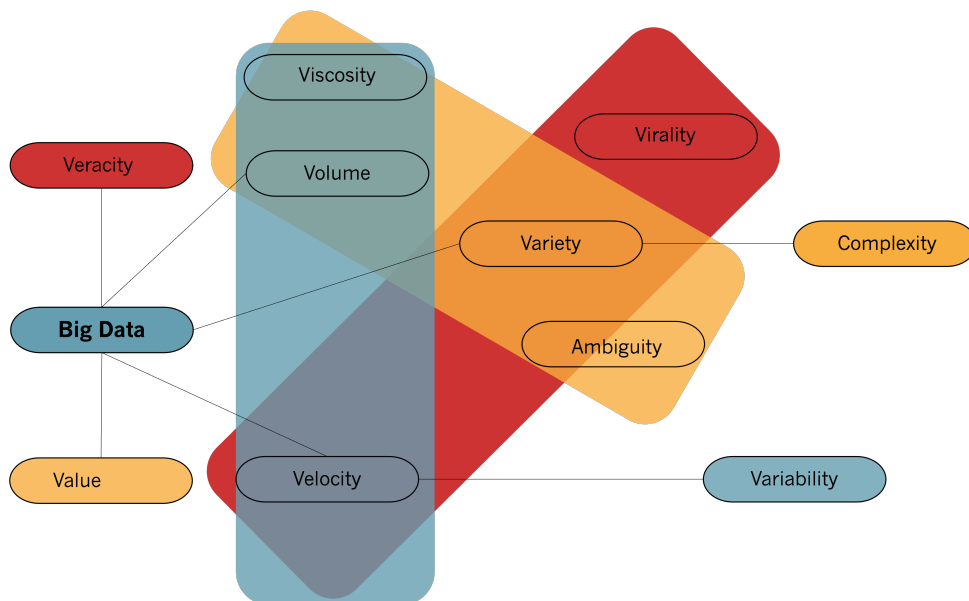 Viscosity
Virality
Veracity
Volume
Variety
Complexity
Big Data
Ambiguity
Value
Velocity
Variability